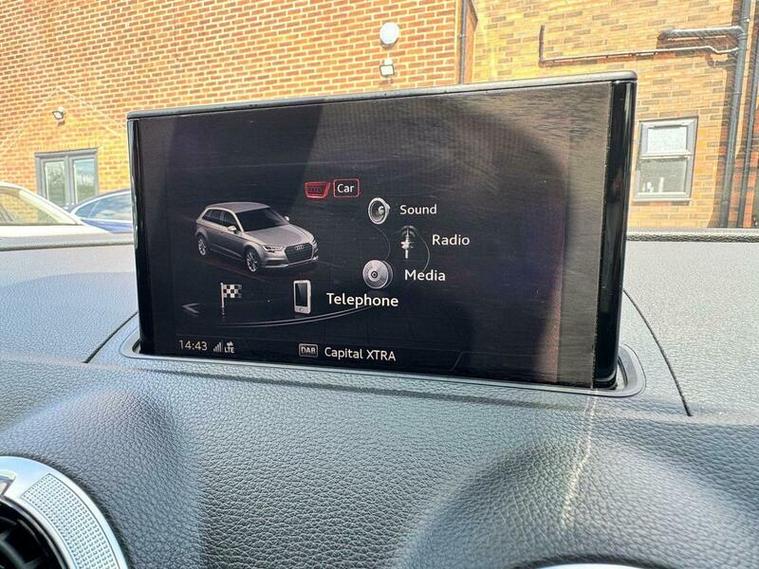 Car
Sound
Radio
Media
Telephone
14:43 LTE
DAB Capital XTRA